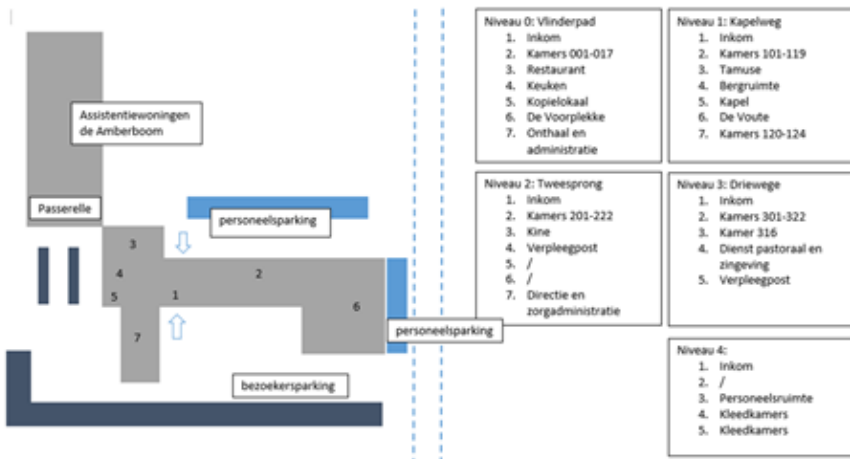 Assistentiewoningen
de Amberboom
Passerelle
personeelsparking
3
4
5
1
2
6
7
personeelsparking
bezoekersparking
Niveau 0: Vlinderpad
1. Inkom
2. Kamers 001-017
3. Restaurant
4. Keuken
5. Kopielokaal
6. De Voorplekke
7. Onthaal en
administratie
Niveau 1: Kapelweg
1. Inkom
2. Kamers 101-119
3. Tamuse
4. Bergruimte
5. Kapel
6. De Voute
7. Kamers 120-124
Niveau 2: Tweesprong
1. Inkom
2. Kamers 201-222
3. Kine
4. Verpleegpost
5. /
6. /
7. Directie en
zorgadministratie
Niveau 3: Driewege
1. Inkom
2. Kamers 301-322
3. Kamer 316
4. Dienst pastoraal en
zingeving
5. Verpleegpost
Niveau 4:
1. Inkom
2. /
3. Personeelsruimte
4. Kleedkamers
5. Kleedkamers